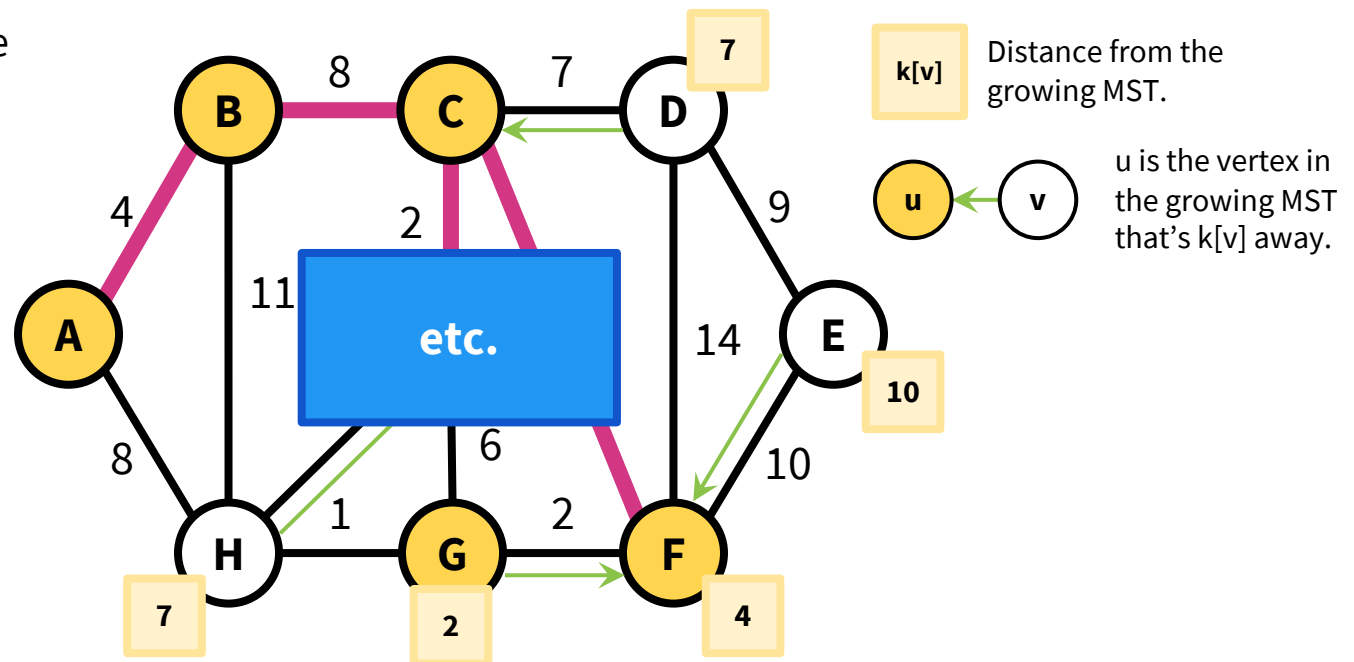 e
8
7
7
k[v]
Distance from the
growing MST.
B
C
D
u is the vertex in
the growing MST
that's k[v] away.
u
v
4
2
9
11
A
etc.
14
E
10
8
6
10
1
2
H
G
F
7
2
4